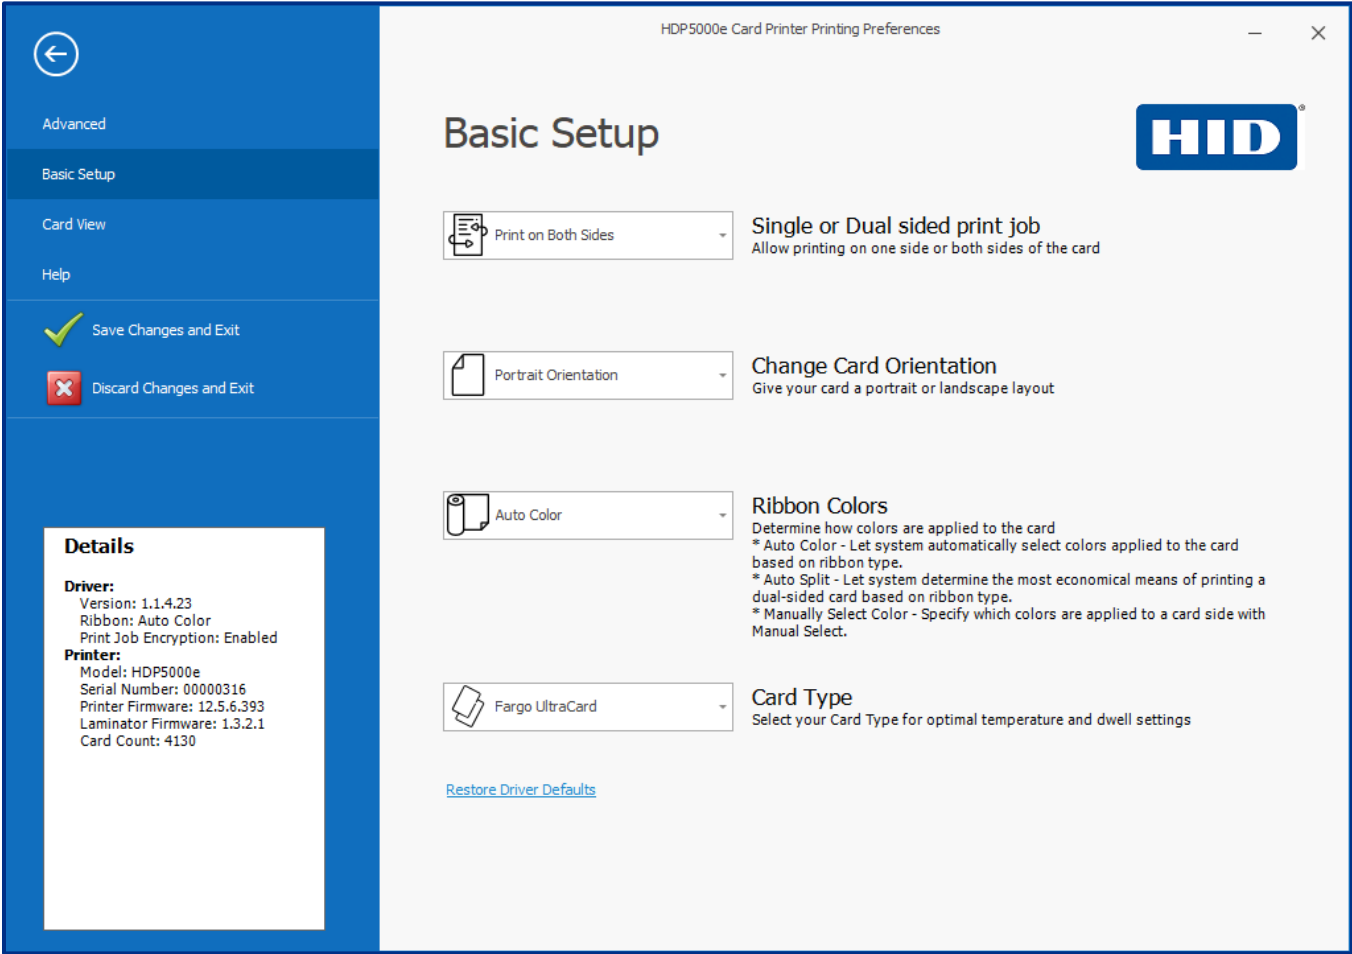 HDP5000e Card Printer Printing Preferences
Advanced
Basic Setup
Card View
Help
Save Changes and Exit
Discard Changes and Exit
Details
Driver:
Version: 1.1.4.23
Ribbon: Auto Color
Print Job Encryption: Enabled
Printer:
Model: HDP5000e
Serial Number: 00000316
Printer Firmware: 12.5.6.393
Laminator Firmware: 1.3.2.1
Card Count: 4130
Basic Setup
HID®
Print on Both Sides
Single or Dual sided print job
Allow printing on one side or both sides of the card
Portrait Orientation
Change Card Orientation
Give your card a portrait or landscape layout
Auto Color
Ribbon Colors
Determine how colors are applied to the card
* Auto Color - Let system automatically select colors applied to the card
based on ribbon type.
* Auto Split - Let system determine the most economical means of printing a
dual-sided card based on ribbon type.
* Manually Select Color - Specify which colors are applied to a card side with
Manual Select.
Fargo UltraCard
Card Type
Select your Card Type for optimal temperature and dwell settings
Restore Driver Defaults